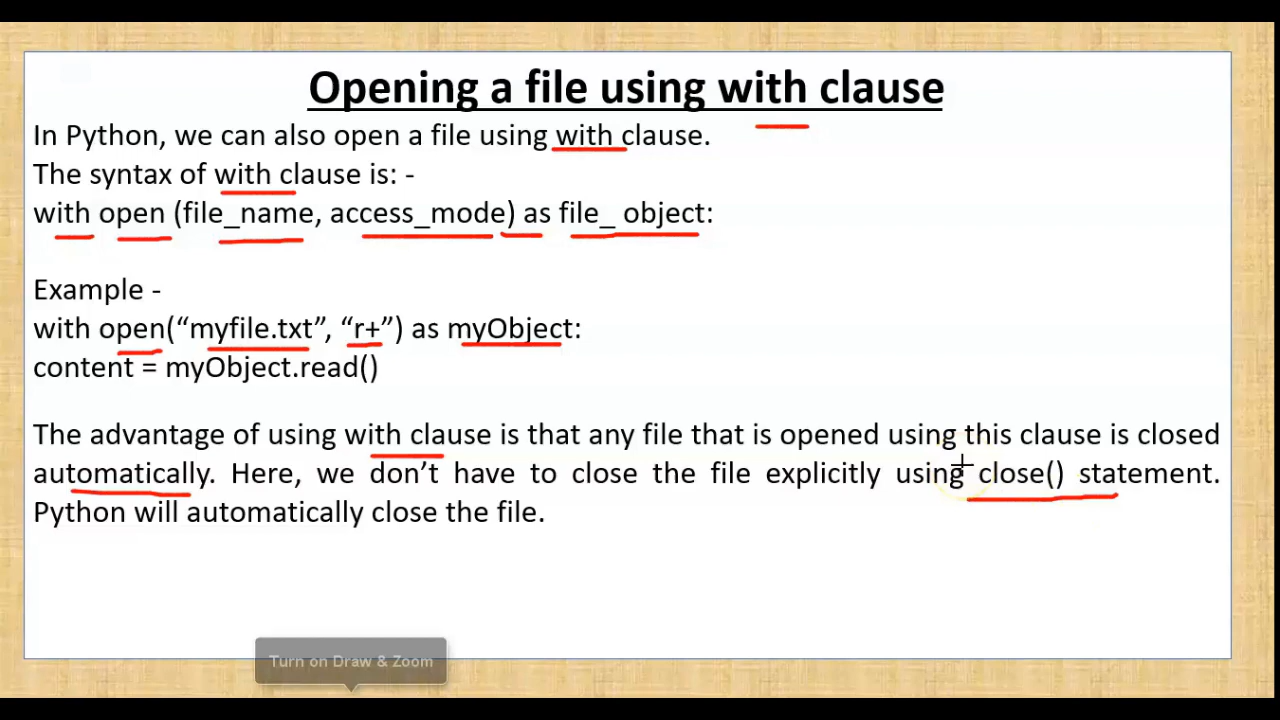 Opening a file using with clause
In Python, we can also open a file using with clause.
The syntax of with clause is: -
with open (file_name, access_mode) as file_ object:
Example -
with open(“myfile.txt”, “r+”) as myObject:
content = myObject.read()
The advantage of using with clause is that any file that is opened using this clause is closed
automatically. Here, we don’t have to close the file explicitly using close() statement.
Python will automatically close the file.
Turn on Draw & Zoom